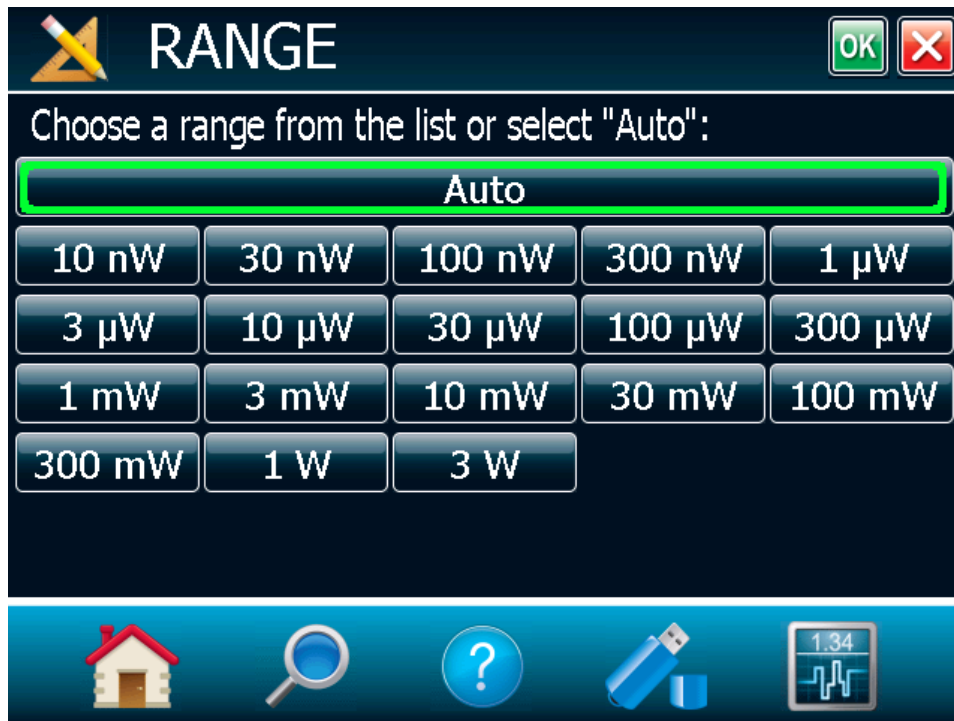 RANGE
OK
Choose a range from the list or select "Auto":
Auto
10 nW 30 nW 100 nW 300 nW 1 µW
3 µW 10 µW 30 µW 100 µW 300 µW
1 mW 3 mW 10 mW 30 mW 100 mW
300 mW 1 W 3 W
?
1.34